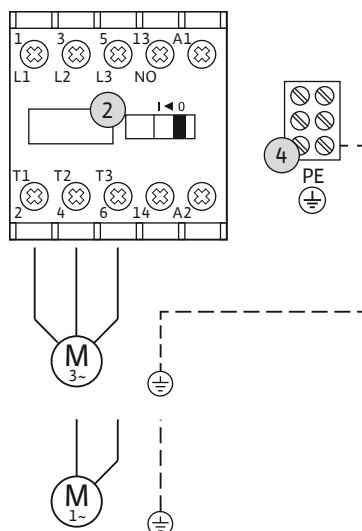 1 3 5 13 A1
L1 L2 L3 NO
2
I ◄ 0
4
PE
T1 T2 T3
2 4 6 14 A2
M
3~
M
1~